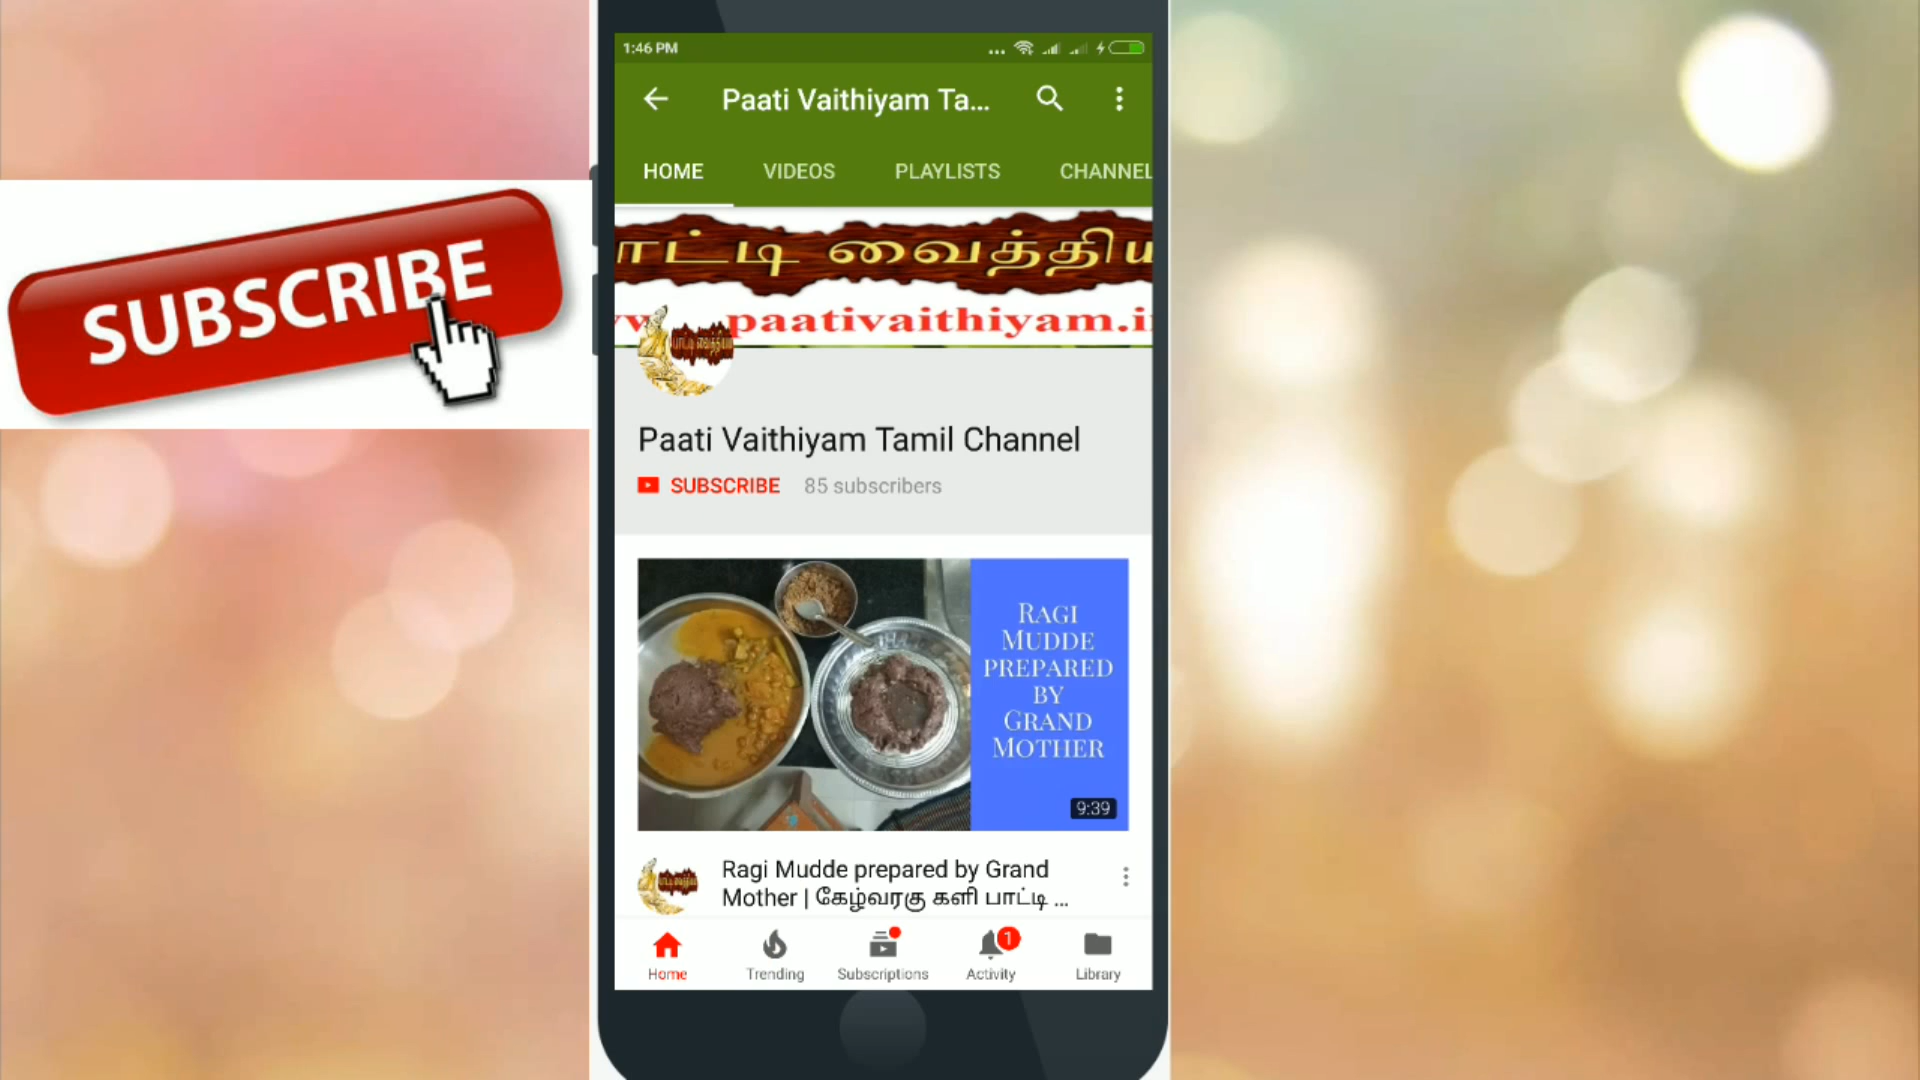 SUBSCRIBE
1:46 PM
Paati Vaithiyam Ta...
HOME VIDEOS PLAYLISTS CHANNEL
பாட்டி வைத்திய
paativaithiyam.i
பாட்டி வைத்திய
Paati Vaithiyam Tamil Channel
SUBSCRIBE 85 subscribers
RAGI
MUDDE
PREPARED
BY
GRAND
MOTHER
9:39
Ragi Mudde prepared by Grand
Mother | கேழ்வரகு களி பாட்டி ...
1
Home Trending Subscriptions Activity Library